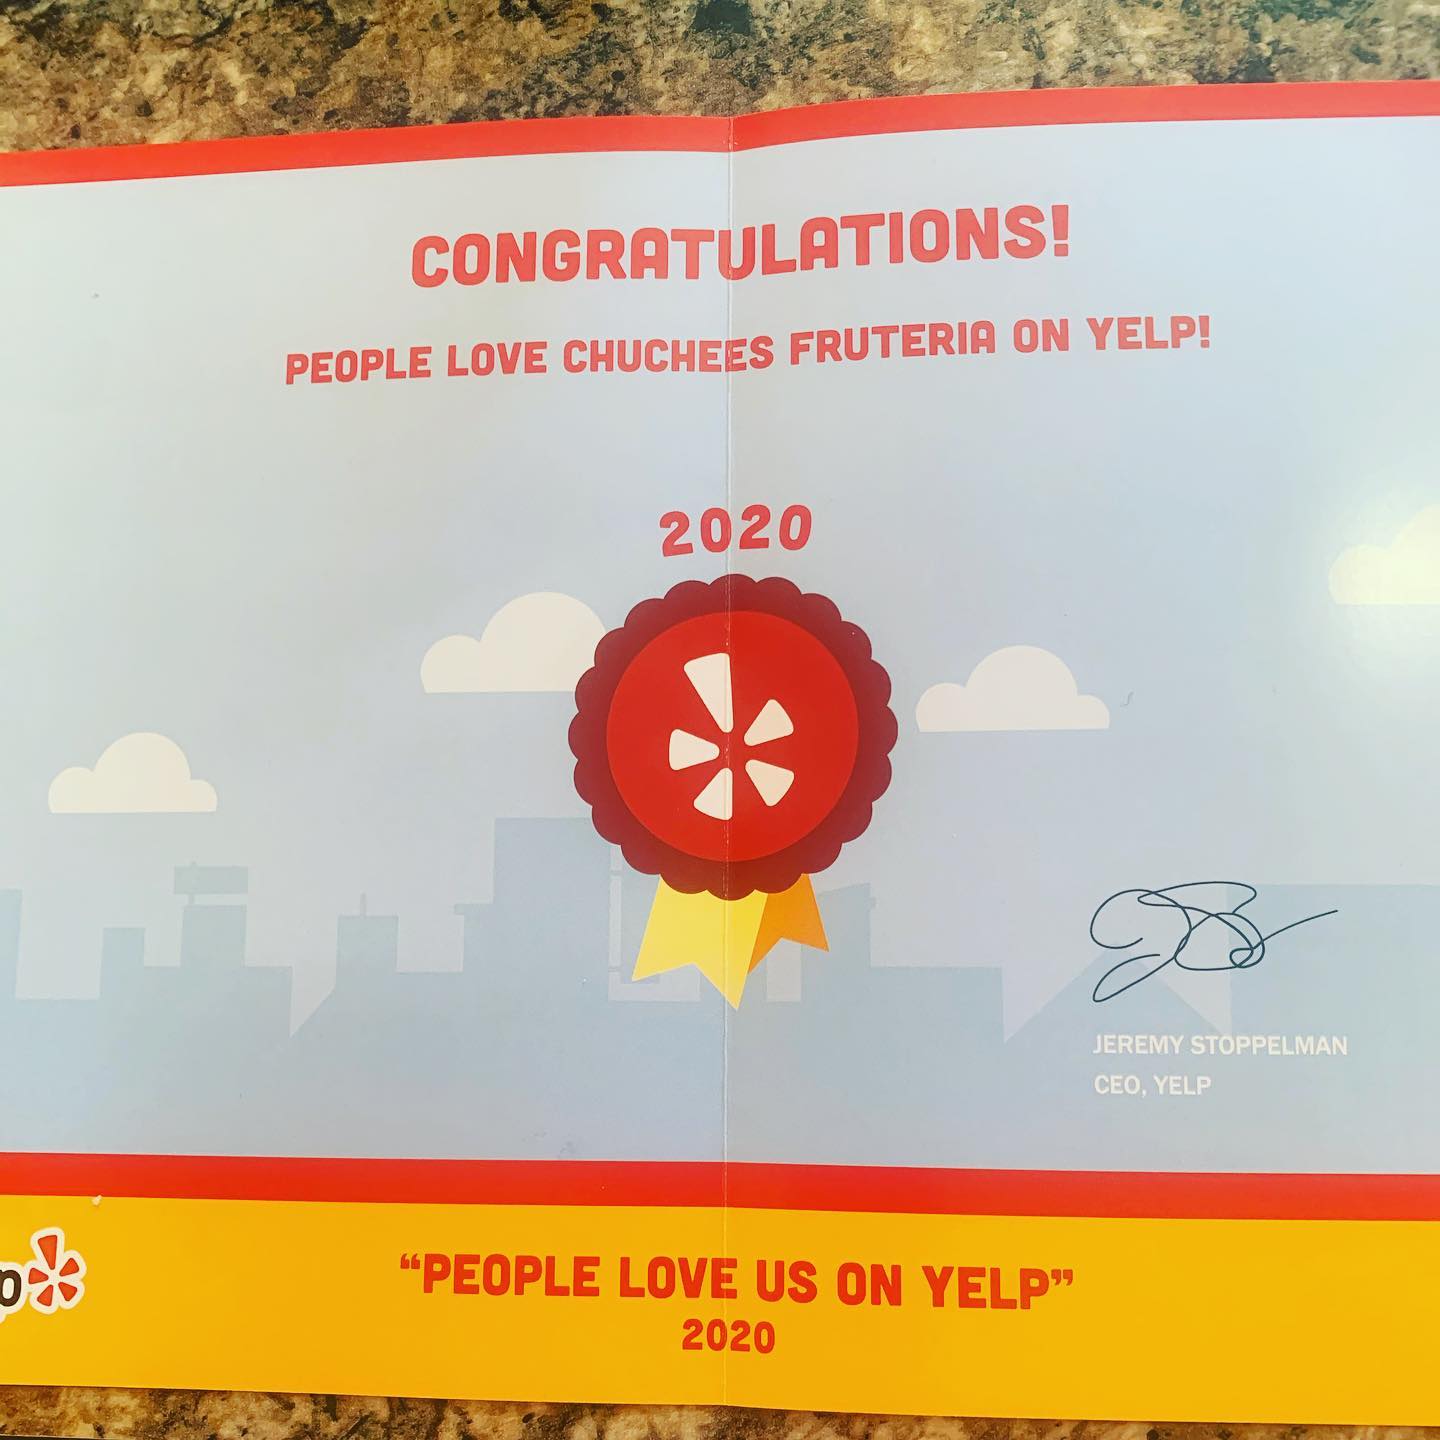 CONGRATULATIONS!
PEOPLE LOVE CHUCHEES FRUTERIA ON YELP!
2020
JEREMY STOPPELMAN
CEO, YELP
“PEOPLE LOVE US ON YELP”
2020